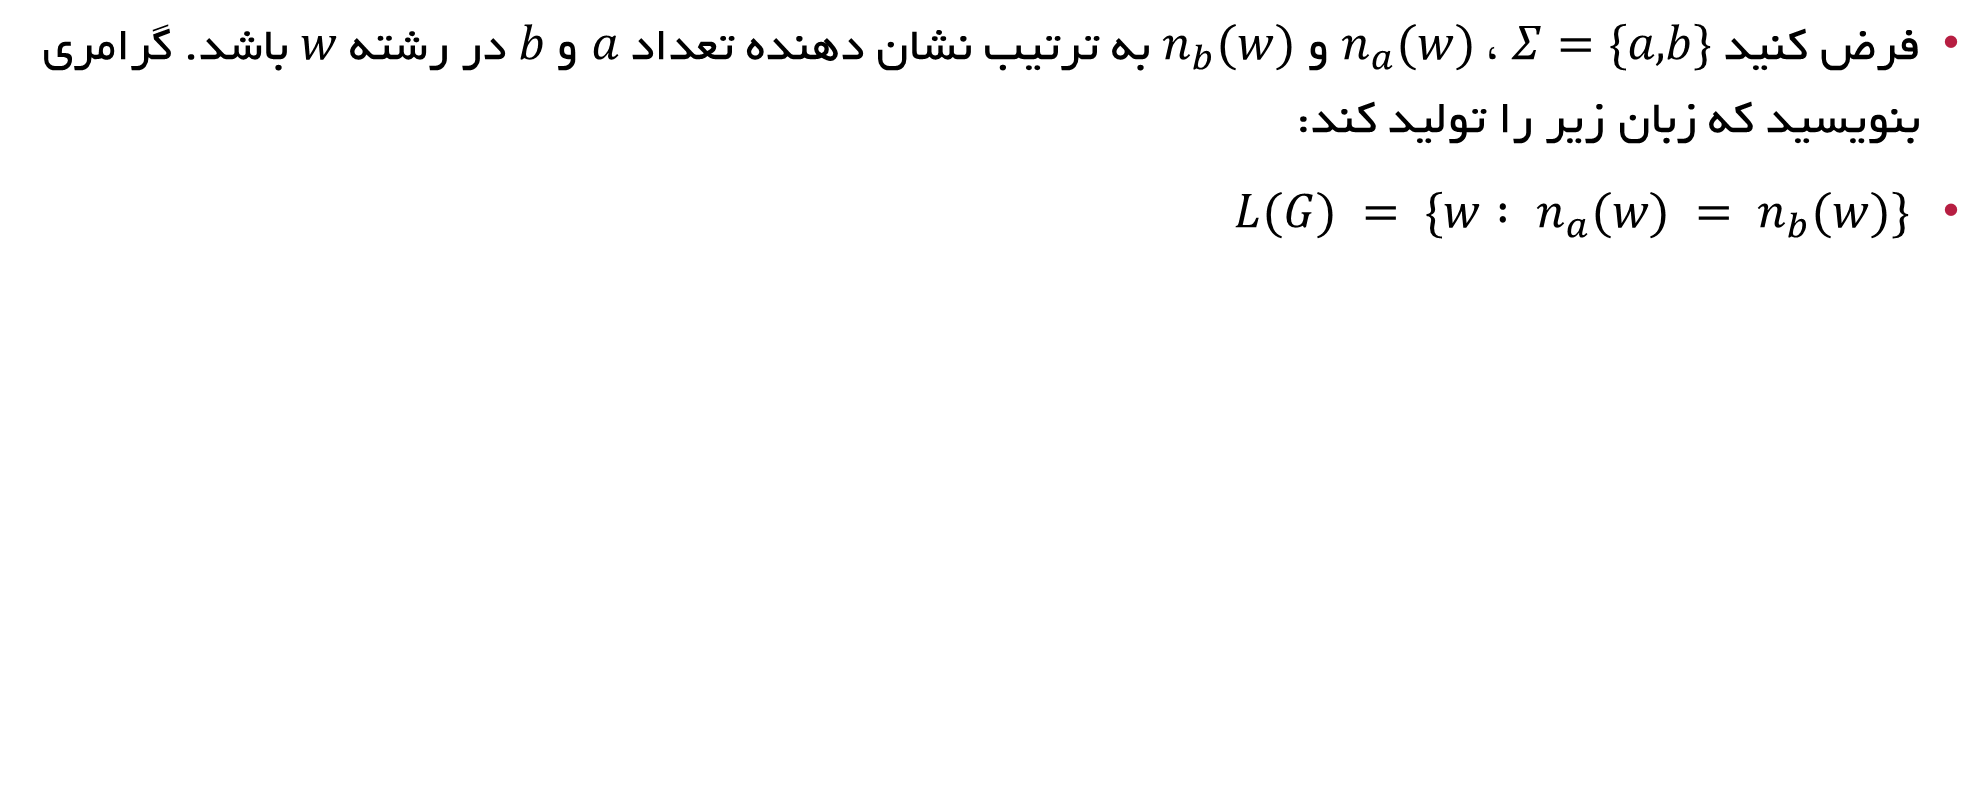 • فرض کنید Σ = {a,b} ، n_a(w) و n_b(w) به ترتیب نشان دهنده تعداد a و b در رشته w باشد. گرامری
بنویسید که زبان زیر را تولید کند:
• L(G) = {w : n_a(w) = n_b(w)}